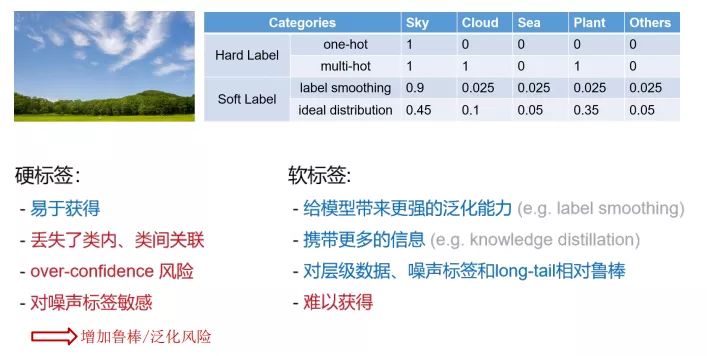 Categories Sky Cloud Sea Plant Others
Hard Label one-hot 1 0 0 0 0
multi-hot 1 1 0 1 0
Soft Label label smoothing 0.9 0.025 0.025 0.025 0.025
ideal distribution 0.45 0.1 0.05 0.35 0.05
硬标签：
- 易于获得
- 丢失了类内、类间关联
- over-confidence 风险
- 对噪声标签敏感
增加鲁棒/泛化风险
软标签:
- 给模型带来更强的泛化能力 (e.g. label smoothing)
- 携带更多的信息 (e.g. knowledge distillation)
- 对层级数据、噪声标签和long-tail相对鲁棒
- 难以获得